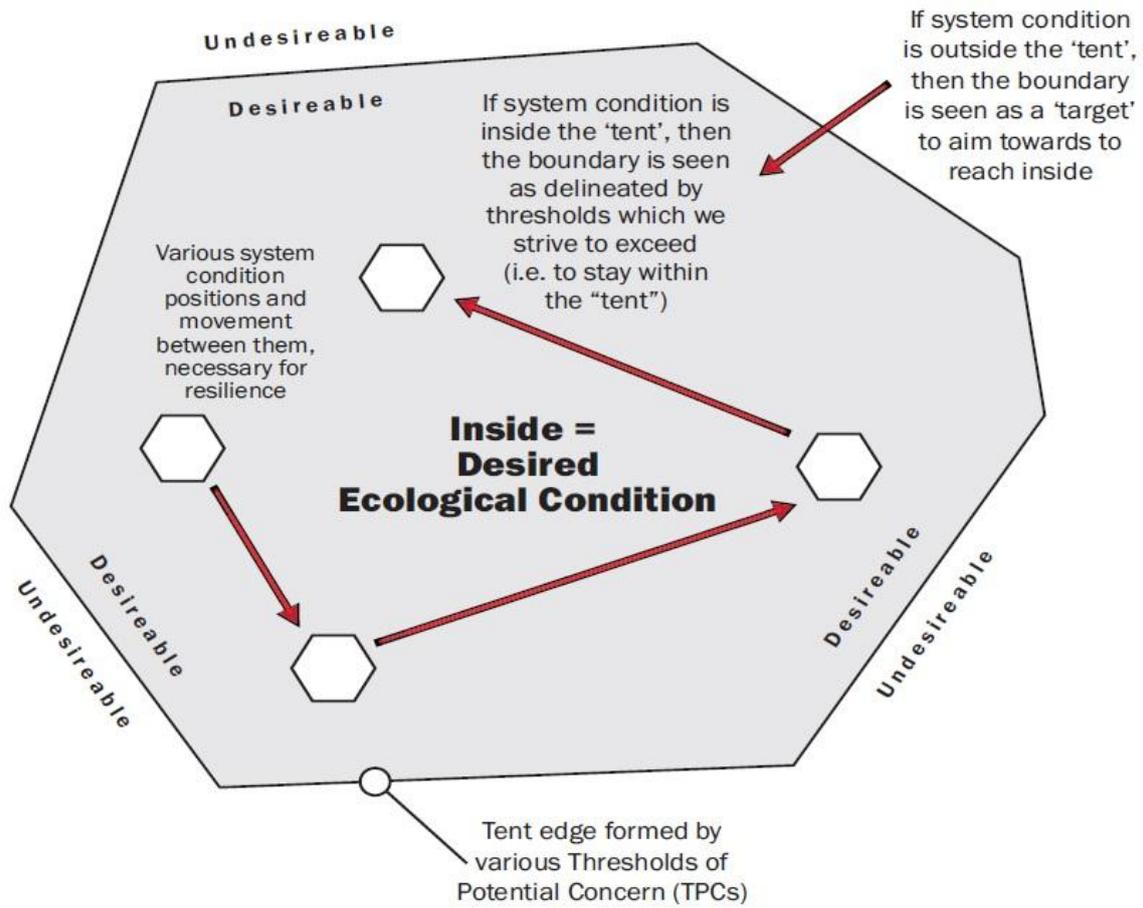 Undesireable
Desireable
If system condition
is outside the ‘tent’,
then the boundary
is seen as a ‘target’
to aim towards to
reach inside
If system condition is
inside the ‘tent’, then
the boundary is seen
as delineated by
thresholds which we
strive to exceed
(i.e. to stay within
the “tent”)
Various system
condition
positions and
movement
between them,
necessary for
resilience
Inside =
Desired
Ecological Condition
Desireable
Undesireable
Desireable
Undesireable
Tent edge formed by
various Thresholds of
Potential Concern (TPCs)